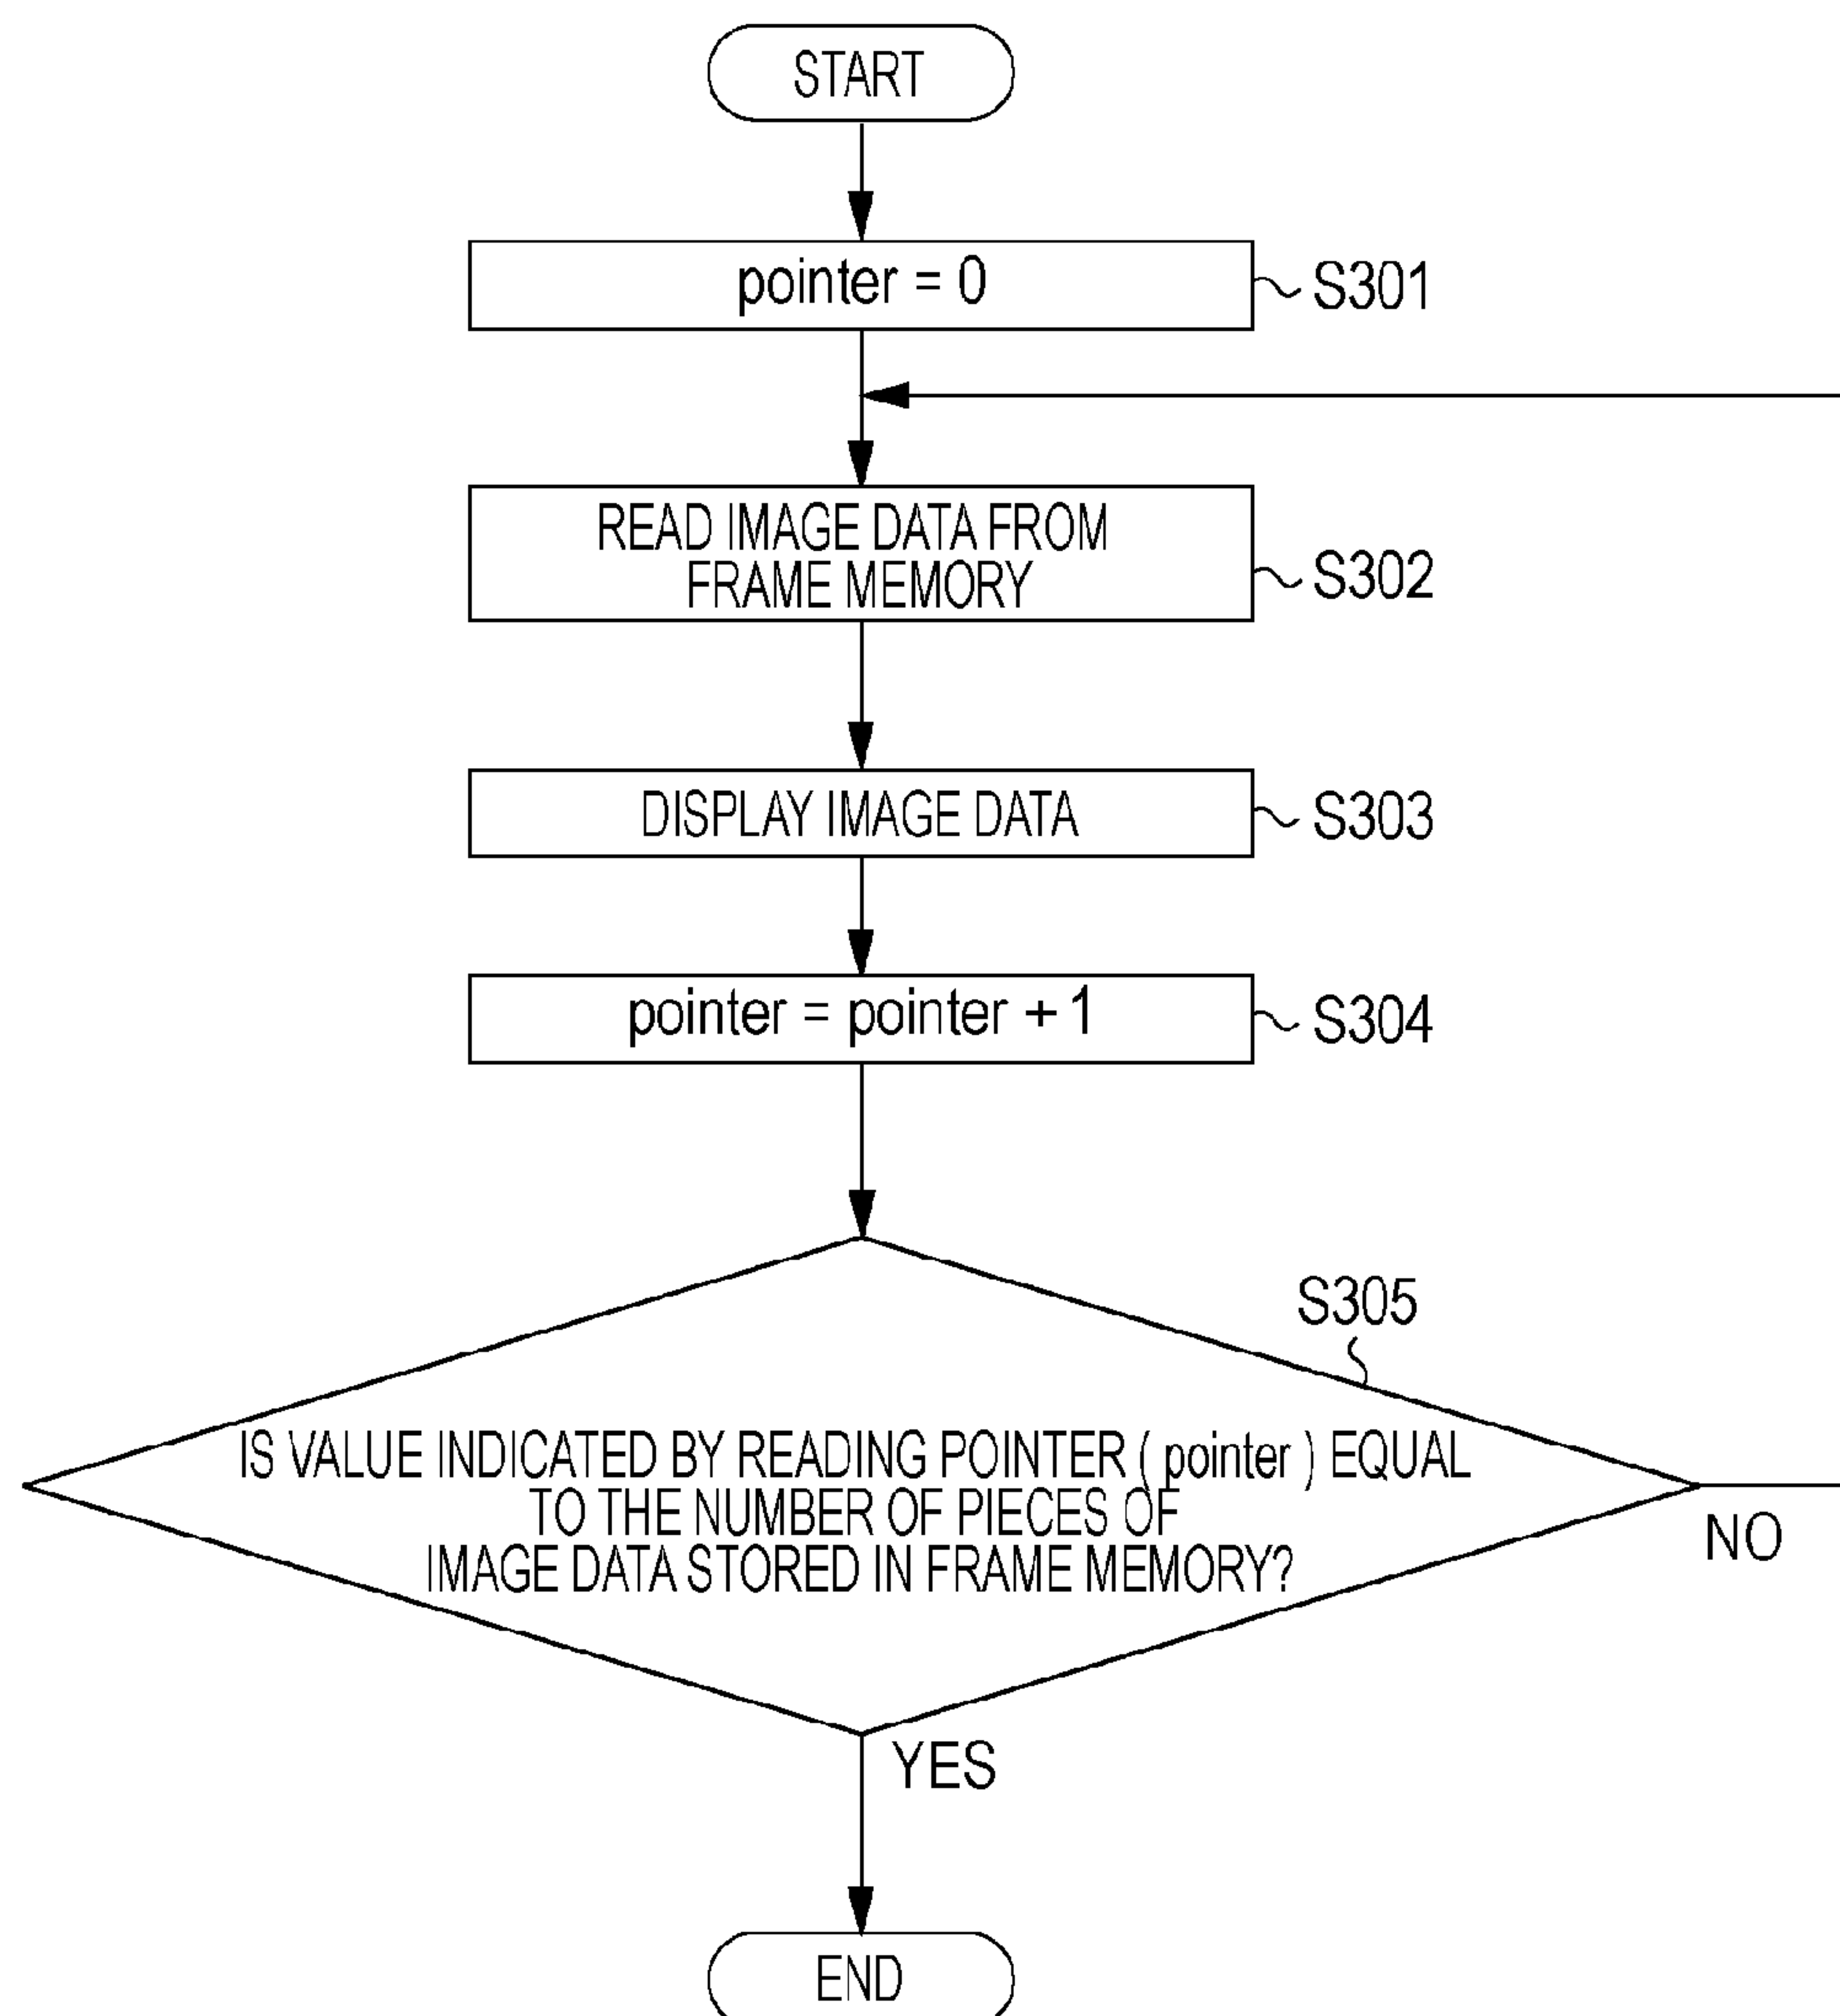 START
pointer = 0
S301
READ IMAGE DATA FROM
FRAME MEMORY
S302
DISPLAY IMAGE DATA
S303
pointer = pointer + 1
S304
S305
IS VALUE INDICATED BY READING POINTER ( pointer ) EQUAL
TO THE NUMBER OF PIECES OF
IMAGE DATA STORED IN FRAME MEMORY?
NO
YES
END